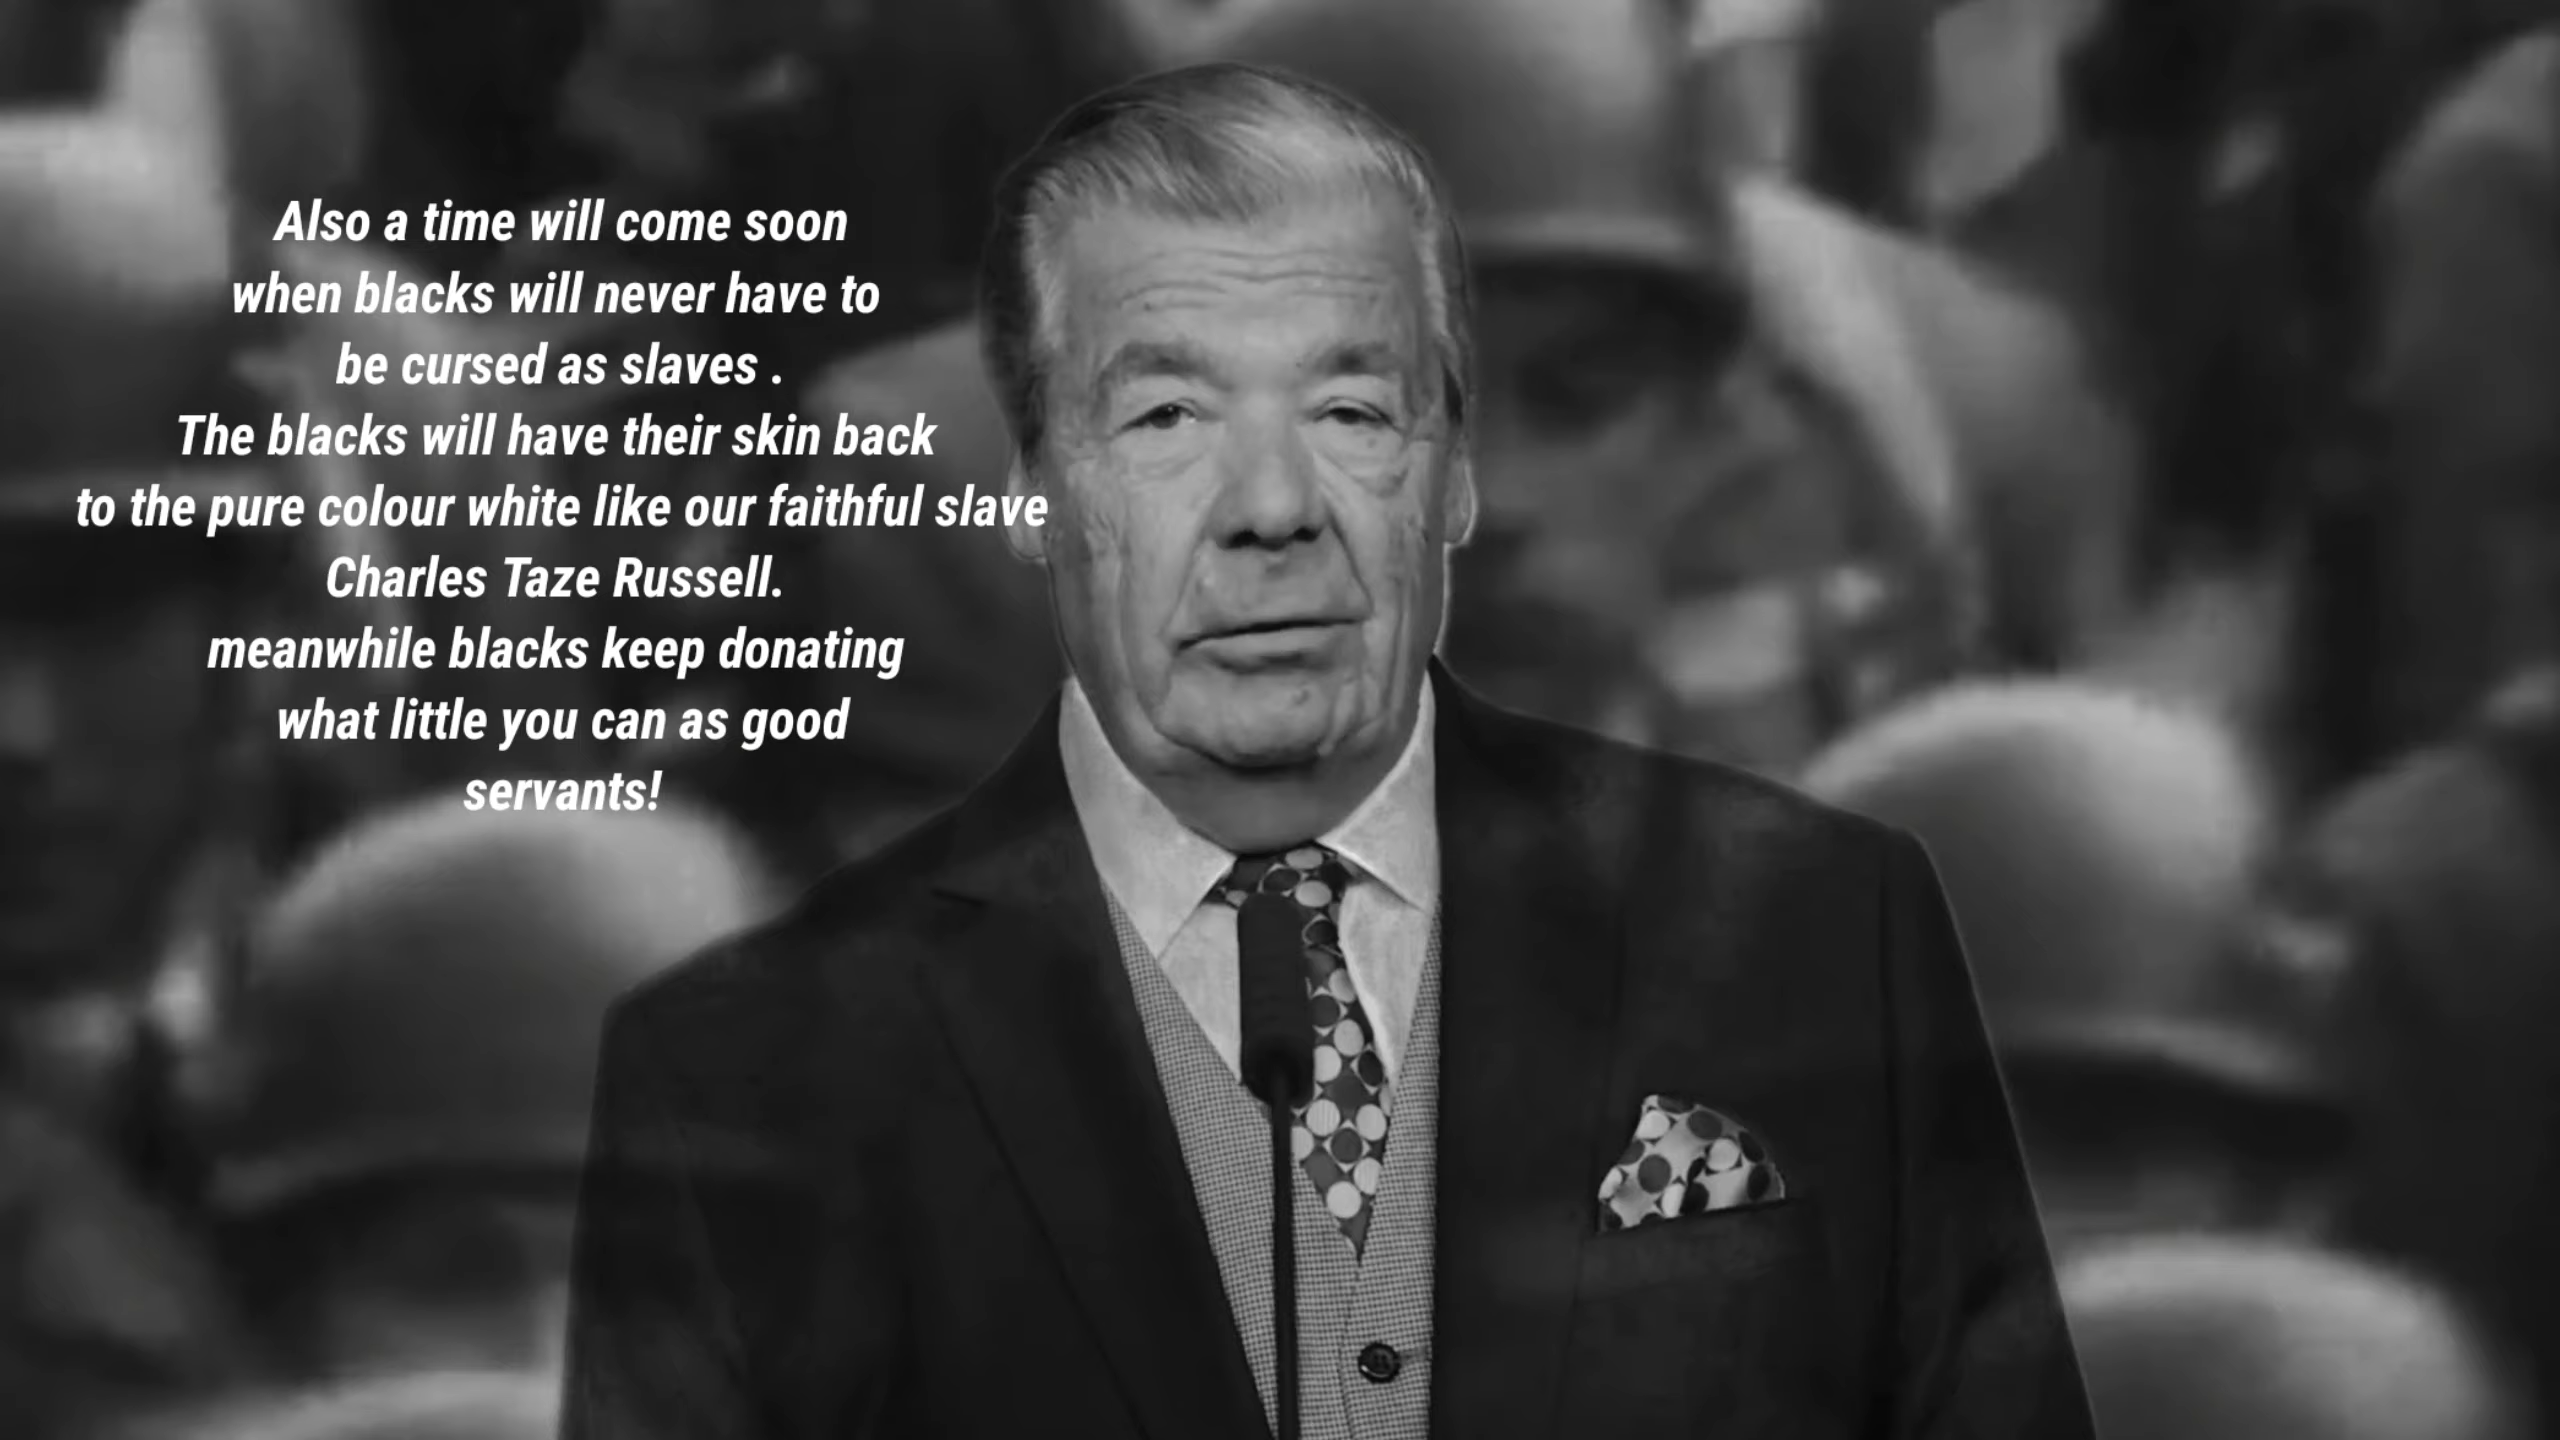 Also a time will come soon
when blacks will never have to
be cursed as slaves .
The blacks will have their skin back
to the pure colour white like our faithful slave
Charles Taze Russell.
meanwhile blacks keep donating
what little you can as good
servants!